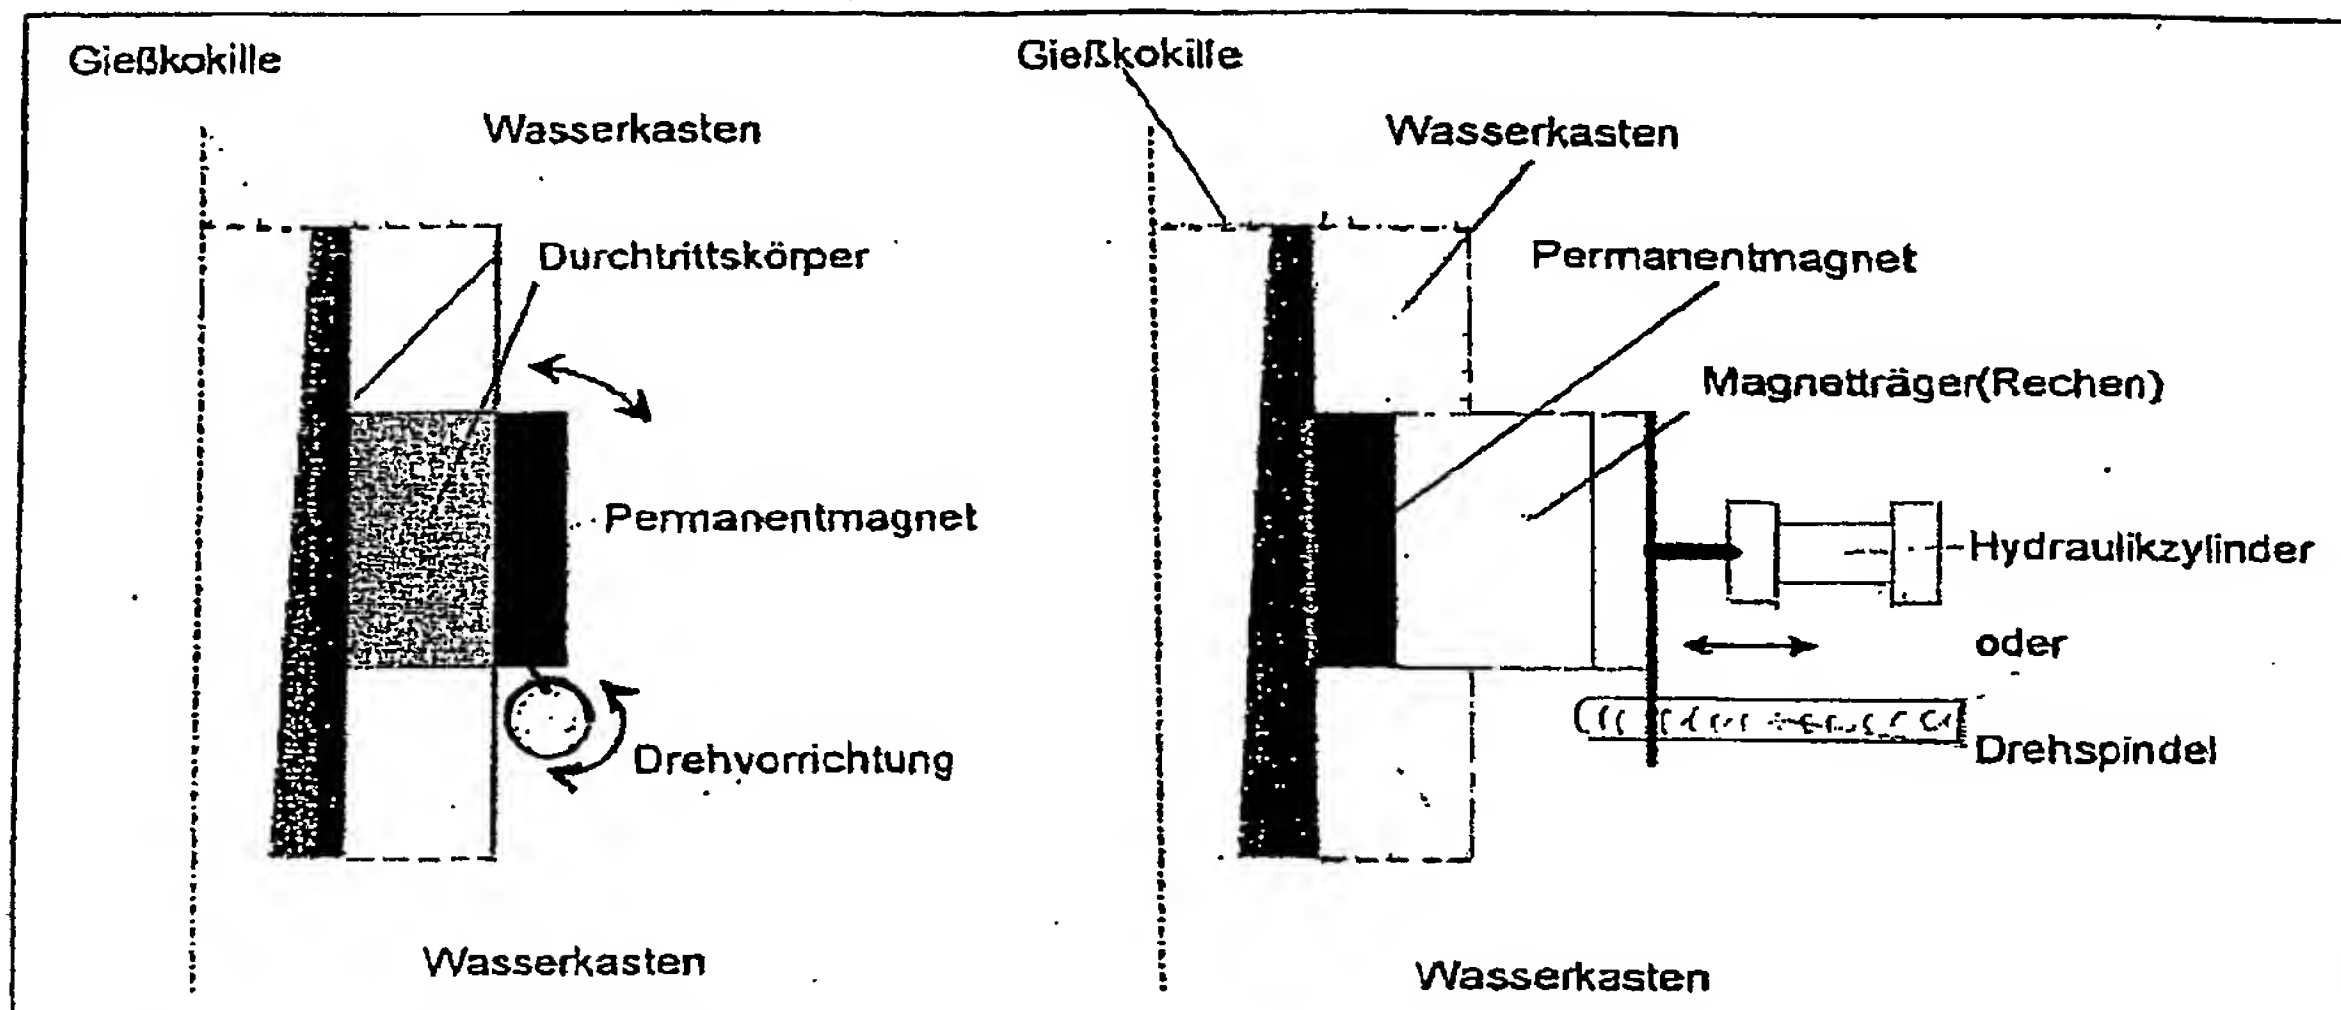 Gießkokille
Wasserkasten
Durchtrittskörper
Permanentmagnet
Drehvorrichtung
Wasserkasten
Gießkokille
Wasserkasten
Permanentmagnet
Magnetträger(Rechen)
Hydraulikzylinder
oder
Drehspindel
Wasserkasten